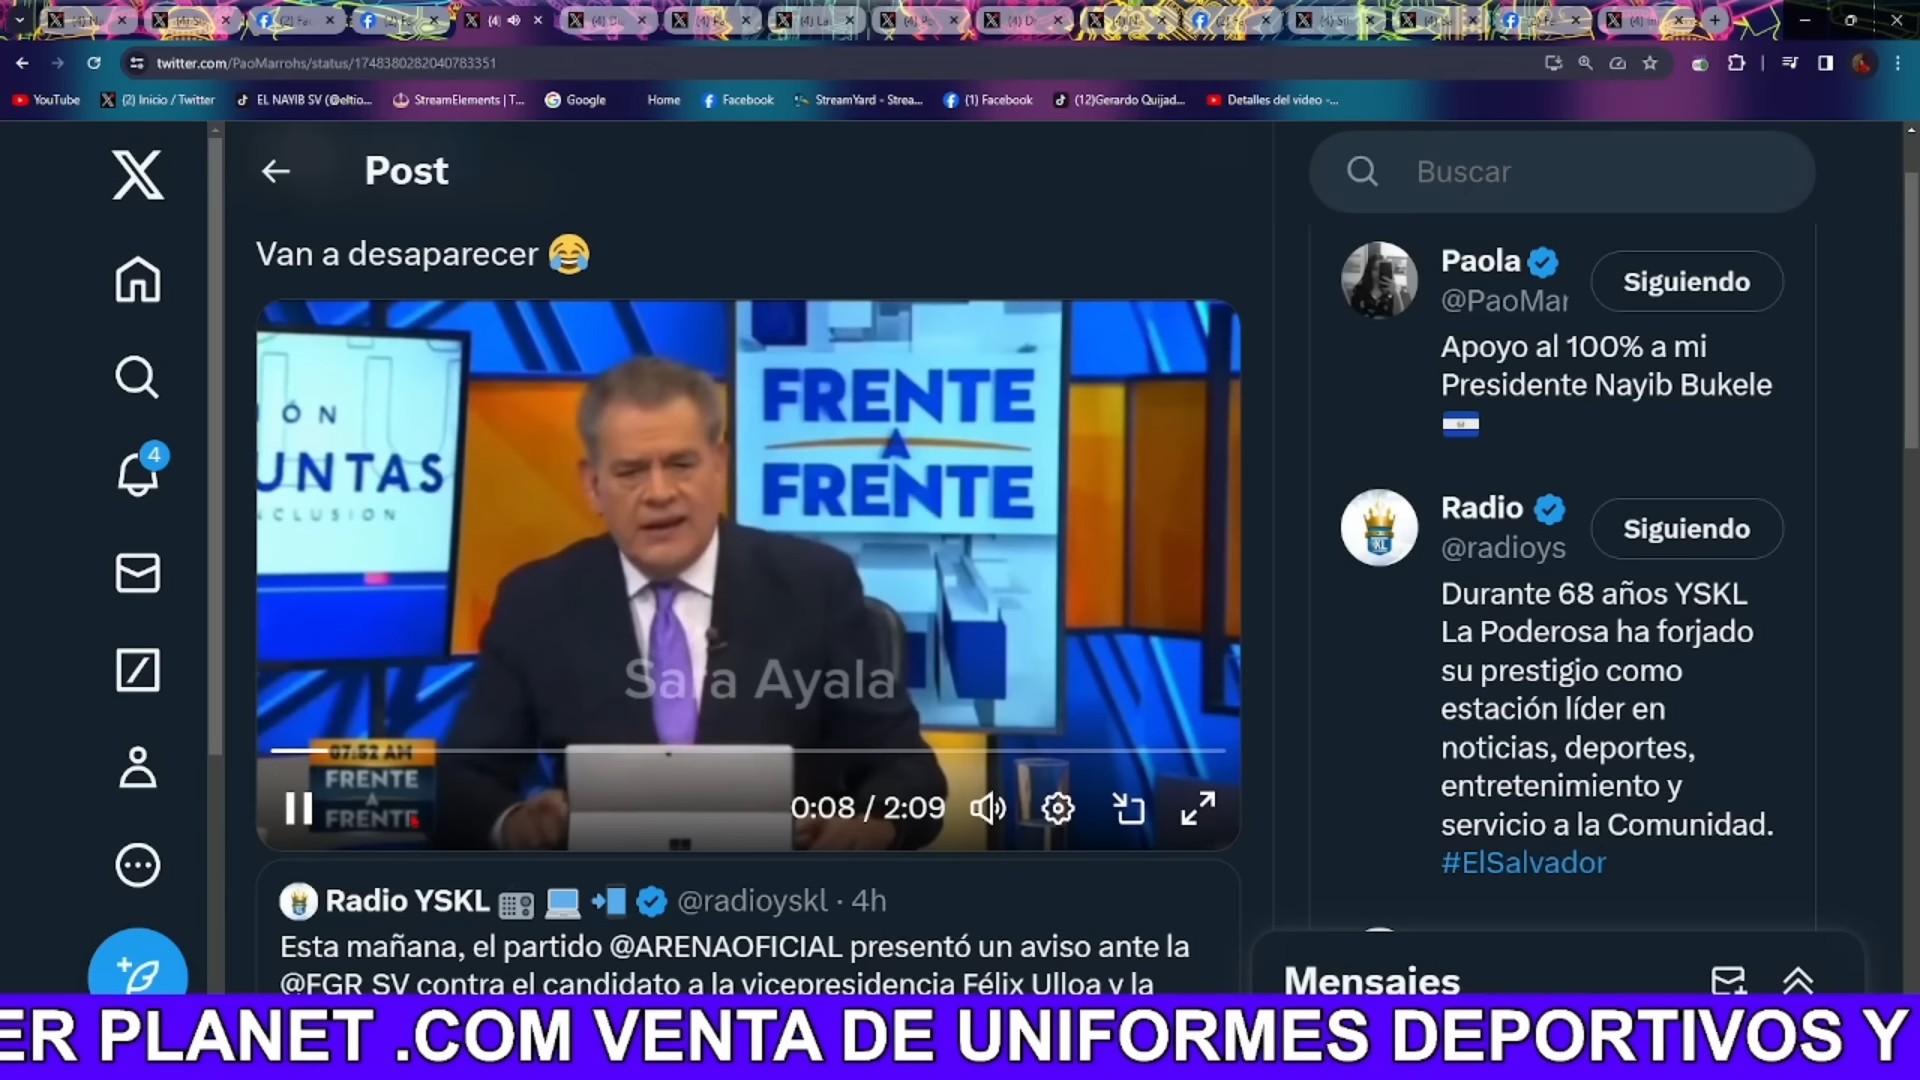 twitter.com/PaoMarrohs/status/1748380282040783351
YouTube
(2) Inicio / Twitter
EL NAYIB SV (@eltio...
StreamElements | T...
Google
Home
Facebook
StreamYard - Strea...
(1) Facebook
(12)Gerardo Quijad...
Detalles del video -...
Post
Buscar
Van a desaparecer 😂
IÓN
UNTAS
NCLUSION
FRENTE
A
FRENTE
Sara Ayala
07:52 AM
FRENTE
A
FRENTE
0:08 / 2:09
4
Radio YSKL @radioyskl · 4h
Esta mañana, el partido @ARENAOFICIAL presentó un aviso ante la
@FGR_SV contra el candidato a la vicepresidencia Félix Ulloa y la
Paola
@PaoMar
Siguiendo
Apoyo al 100% a mi
Presidente Nayib Bukele
Radio
@radioys
Siguiendo
Durante 68 años YSKL
La Poderosa ha forjado
su prestigio como
estación líder en
noticias, deportes,
entretenimiento y
servicio a la Comunidad.
#ElSalvador
Mensajes
ER PLANET .COM VENTA DE UNIFORMES DEPORTIVOS Y